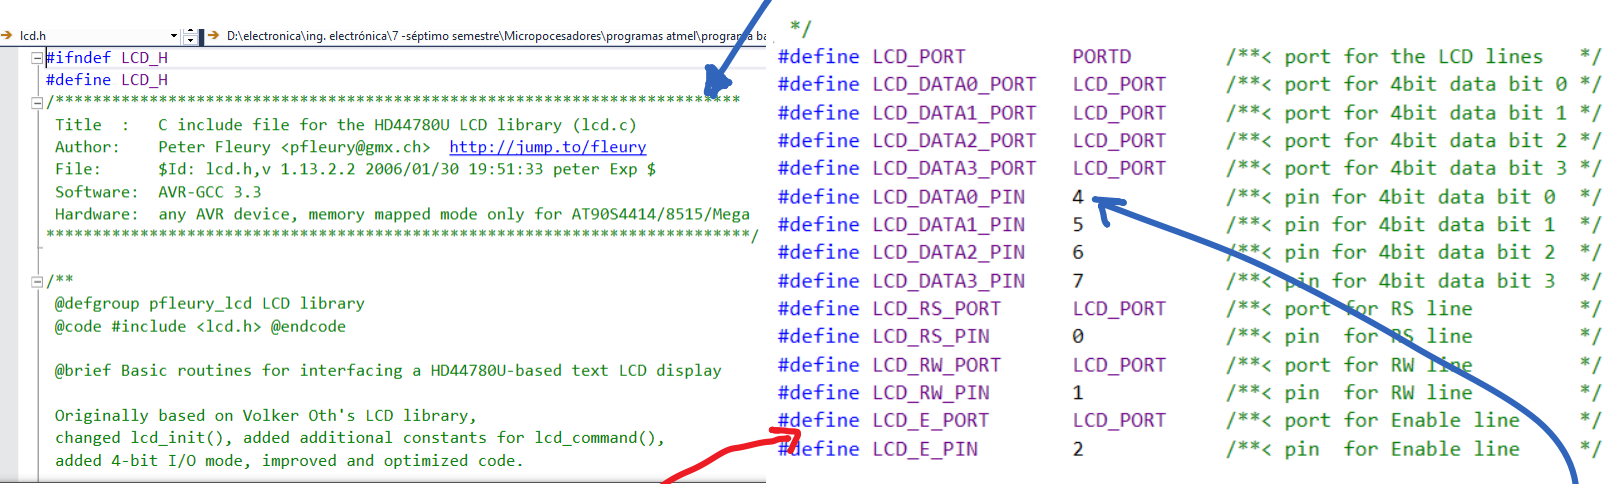 lcd.h
D:\electronica\ing. electrónica\7 -séptimo semestre\Micropocesadores\programas atmel\programa ba
#ifndef LCD_H
#define LCD_H
/*************************************************************************
Title  :   C include file for the HD44780U LCD library (lcd.c)
Author:    Peter Fleury <pfleury@gmx.ch>  http://jump.to/fleury
File:      $Id: lcd.h,v 1.13.2.2 2006/01/30 19:51:33 peter Exp $
Software:  AVR-GCC 3.3
Hardware:  any AVR device, memory mapped mode only for AT90S4414/8515/Mega
***************************************************************************/
/**
@defgroup pfleury_lcd LCD library
@code #include <lcd.h> @endcode
@brief Basic routines for interfacing a HD44780U-based text LCD display
Originally based on Volker Oth's LCD library,
changed lcd_init(), added additional constants for lcd_command(),
added 4-bit I/O mode, improved and optimized code.
*/
#define LCD_PORT         PORTD        /**< port for the LCD lines   */
#define LCD_DATA0_PORT   LCD_PORT     /**< port for 4bit data bit 0 */
#define LCD_DATA1_PORT   LCD_PORT     /**< port for 4bit data bit 1 */
#define LCD_DATA2_PORT   LCD_PORT     /**< port for 4bit data bit 2 */
#define LCD_DATA3_PORT   LCD_PORT     /**< port for 4bit data bit 3 */
#define LCD_DATA0_PIN    4            /**< pin for 4bit data bit 0  */
#define LCD_DATA1_PIN    5            /**< pin for 4bit data bit 1  */
#define LCD_DATA2_PIN    6            /**< pin for 4bit data bit 2  */
#define LCD_DATA3_PIN    7            /**< pin for 4bit data bit 3  */
#define LCD_RS_PORT      LCD_PORT     /**< port for RS line         */
#define LCD_RS_PIN       0            /**< pin  for RS line         */
#define LCD_RW_PORT      LCD_PORT     /**< port for RW line         */
#define LCD_RW_PIN       1            /**< pin  for RW line         */
#define LCD_E_PORT       LCD_PORT     /**< port for Enable line     */
#define LCD_E_PIN        2            /**< pin  for Enable line     */